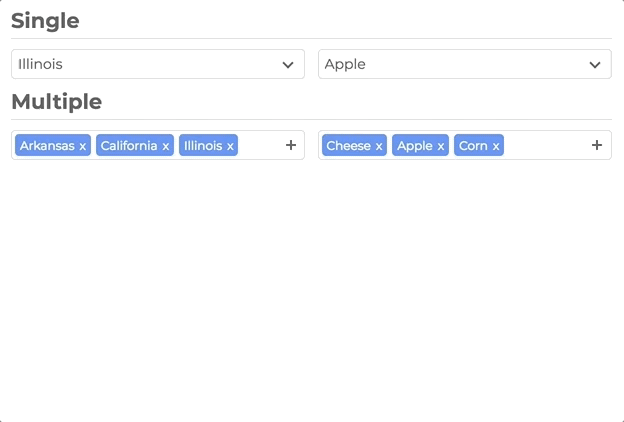 Single
Illinois Apple
Multiple
Arkansas x California x Illinois x + Cheese x Apple x Corn x +